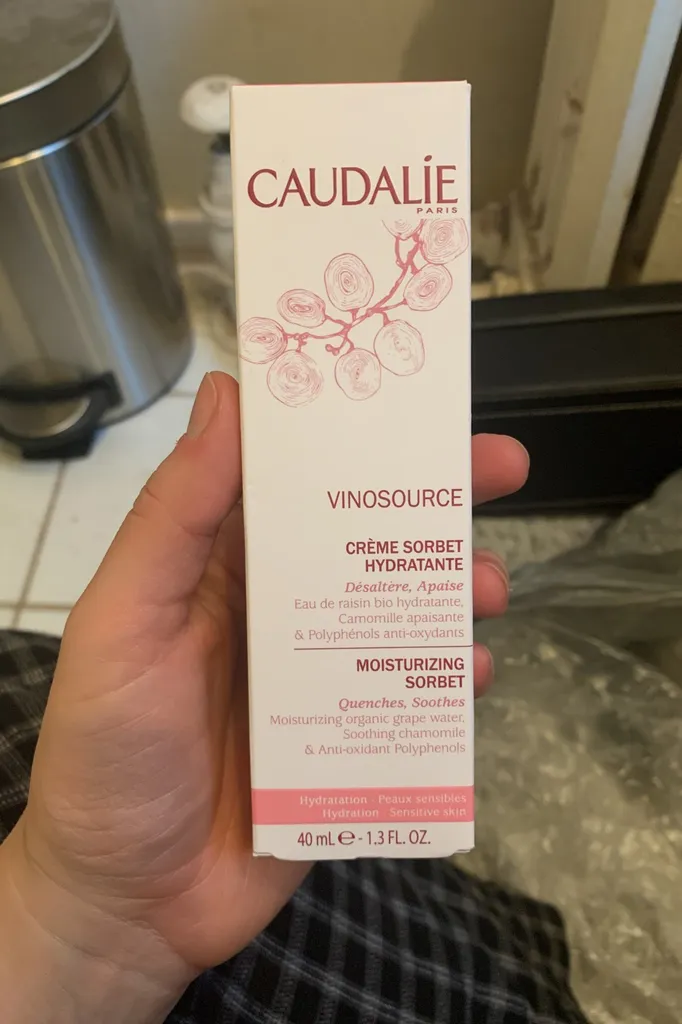 CAUDALÍE
PARIS
VINOSOURCE
CRÈME SORBET
HYDRATANTE
Désaltère, Apaise
Eau de raisin bio hydratante,
Camomille apaisante
& Polyphénols anti-oxydants
MOISTURIZING
SORBET
Quenches, Soothes
Moisturizing organic grape water,
Soothing chamomile
& Anti-oxidant Polyphenols
Hydratation - Peaux sensibles
Hydration - Sensitive skin
40 mL ℮ - 1.3 FL. OZ.